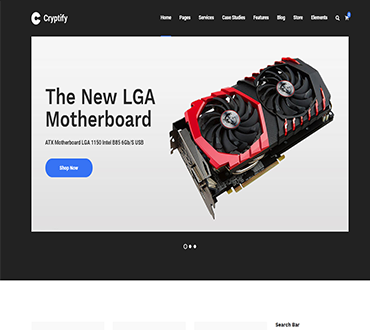 Cryptify
Home Pages Services Case Studies Features Blog Store Elements
The New LGA
Motherboard
ATX Motherboard LGA 1150 Intel B85 6Gb/S USB
Shop Now
Search Bar